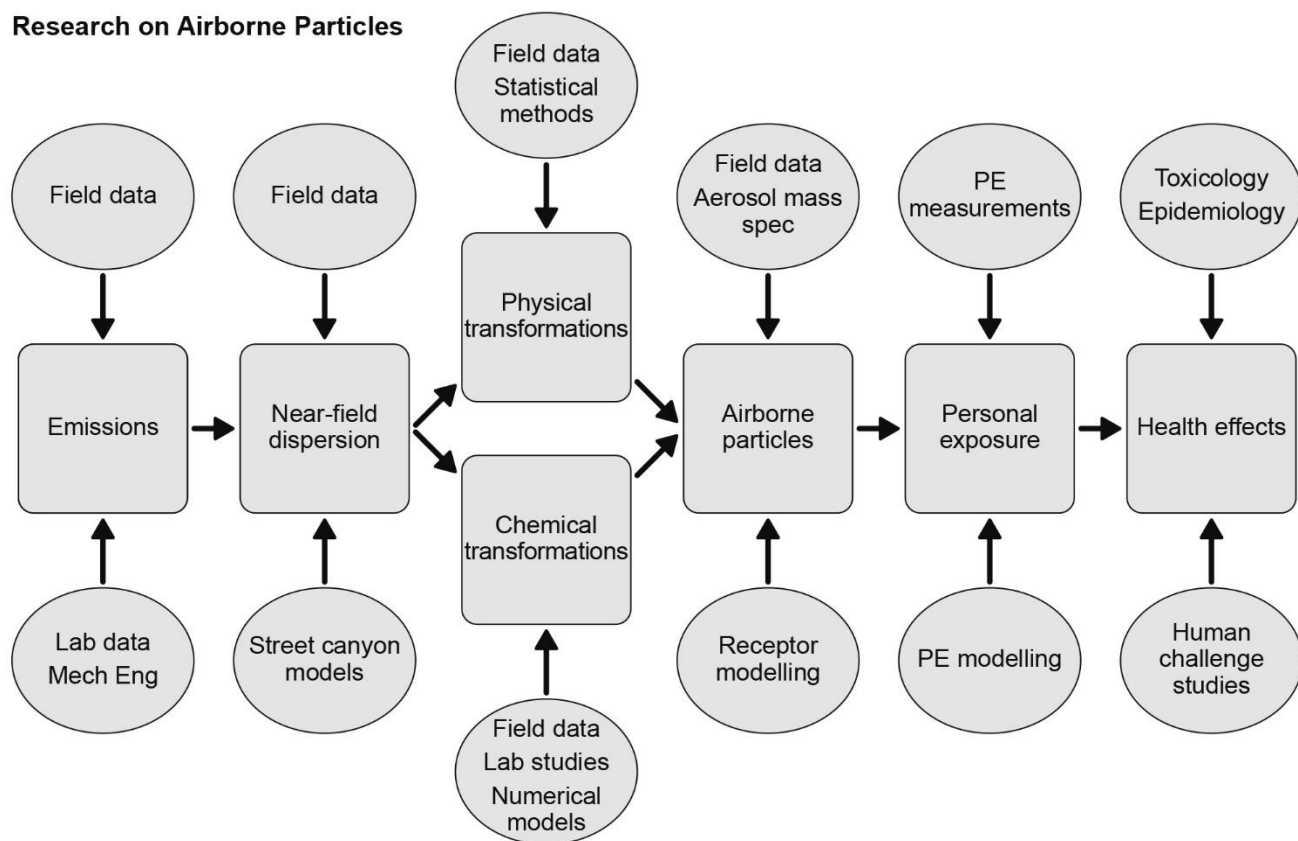 Research on Airborne Particles
Field data
Statistical
methods
Field data
Field data
Field data
Aerosol mass
spec
PE
measurements
Toxicology
Epidemiology
Physical
transformations
Emissions
Near-field
dispersion
Airborne
particles
Personal
exposure
Health effects
Chemical
transformations
Lab data
Mech Eng
Street canyon
models
Receptor
modelling
PE modelling
Human
challenge
studies
Field data
Lab studies
Numerical
models